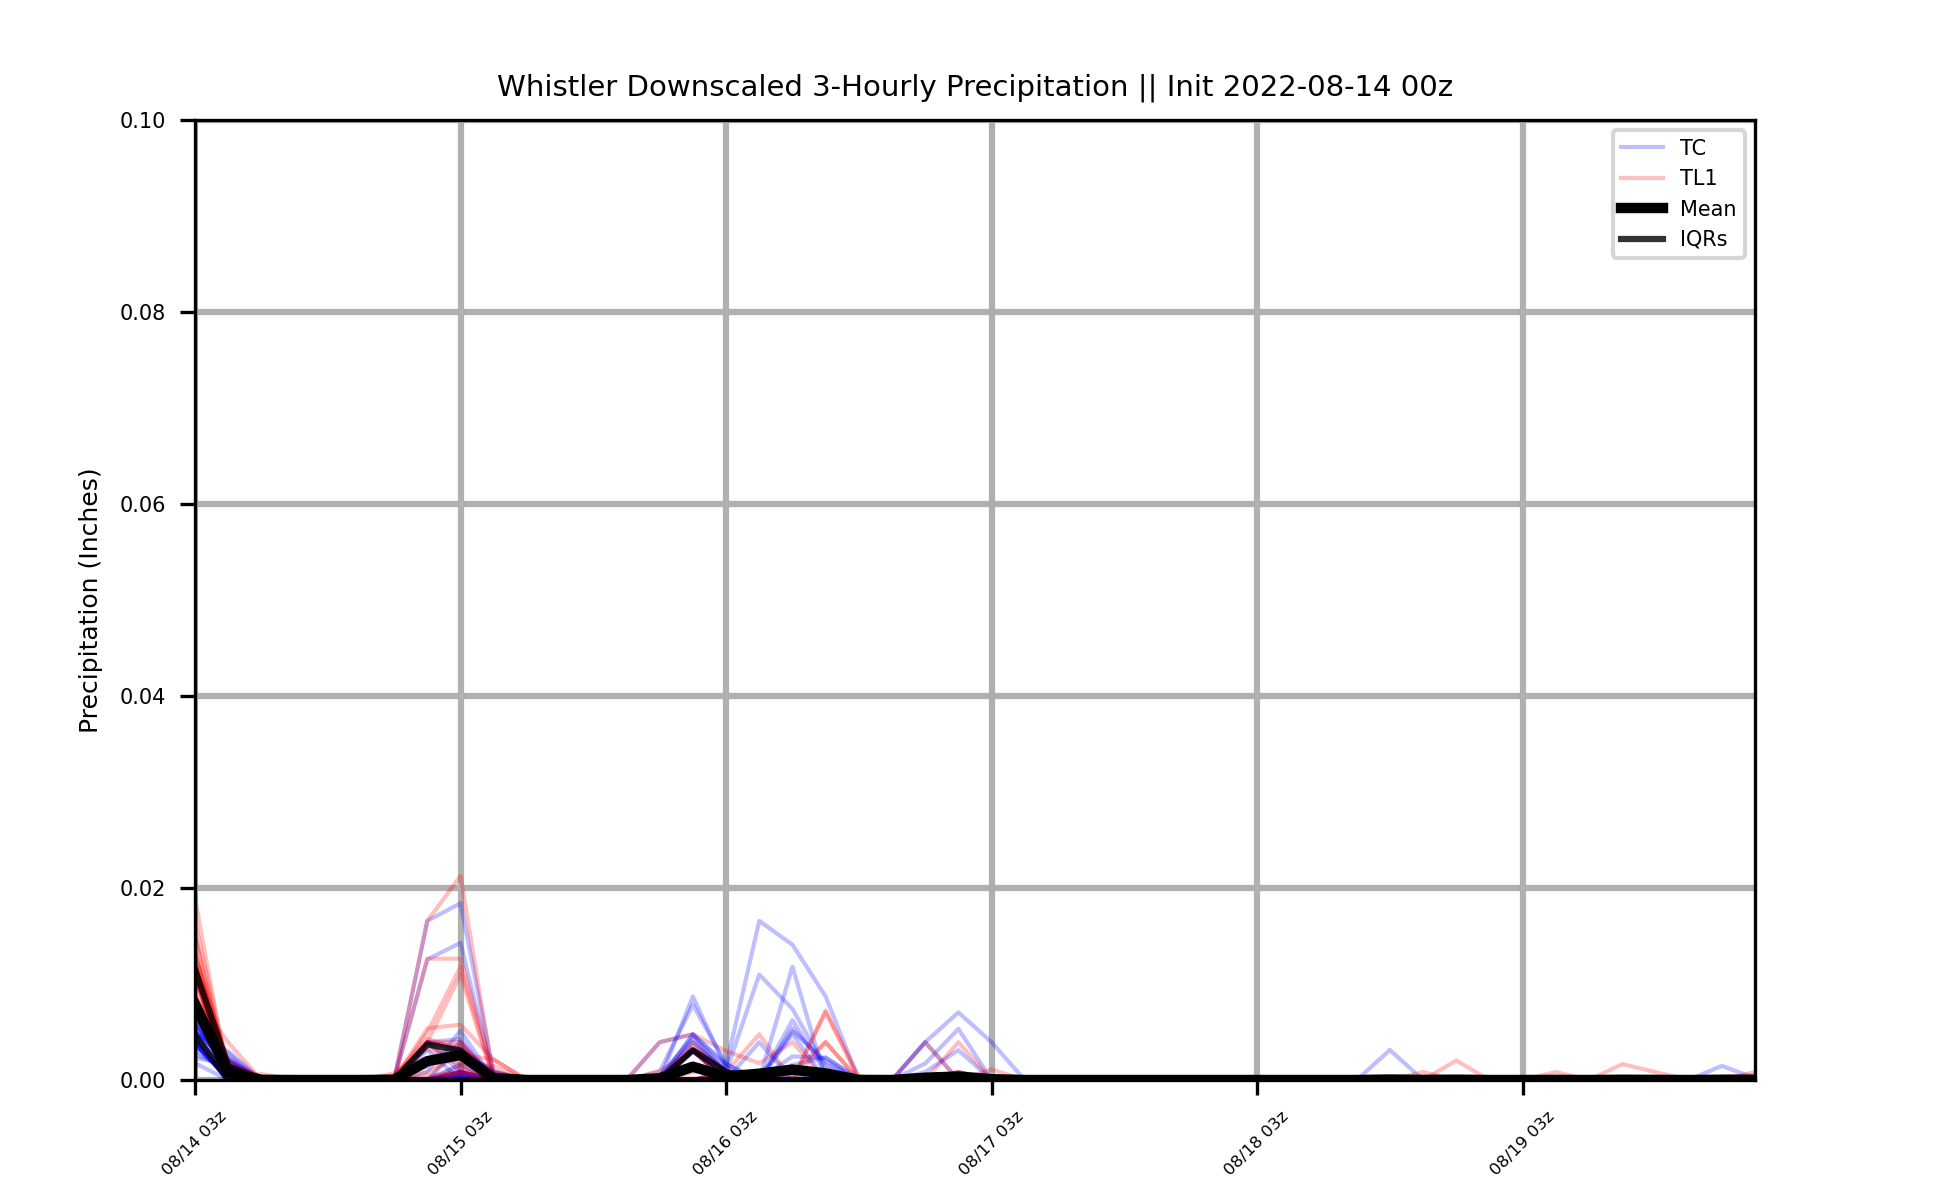 Whistler Downscaled 3-Hourly Precipitation || Init 2022-08-14 00z
TC
TL1
Mean
IQRs
Precipitation (Inches)
0.10
0.08
0.06
0.04
0.02
0.00
08/14 03z
08/15 03z
08/16 03z
08/17 03z
08/18 03z
08/19 03z